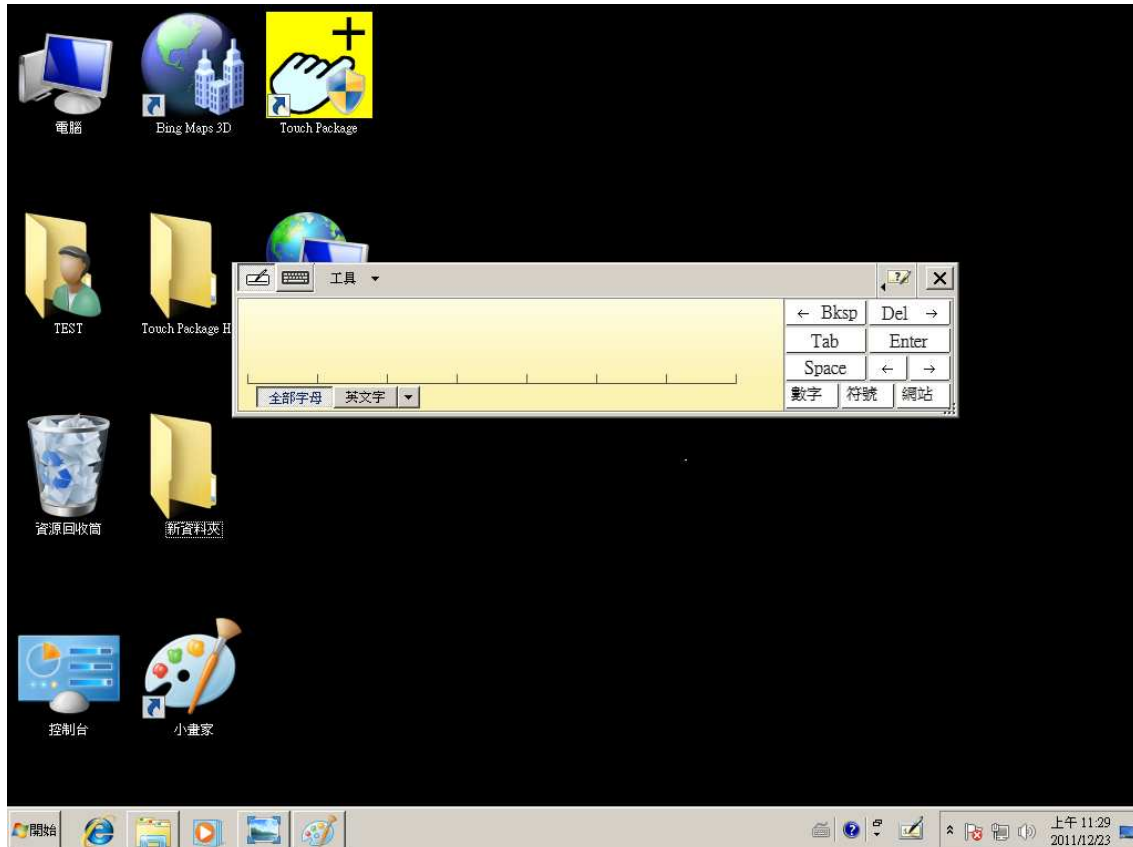 電腦
Bing Maps 3D
Touch Package
TEST
Touch Package H
工具
← Bksp
Del →
Tab
Enter
Space
←
→
全部字母
英文字
數字
符號
網站
資源回收筒
新資料夾
控制台
小畫家
開始
上午 11:29
2011/12/23